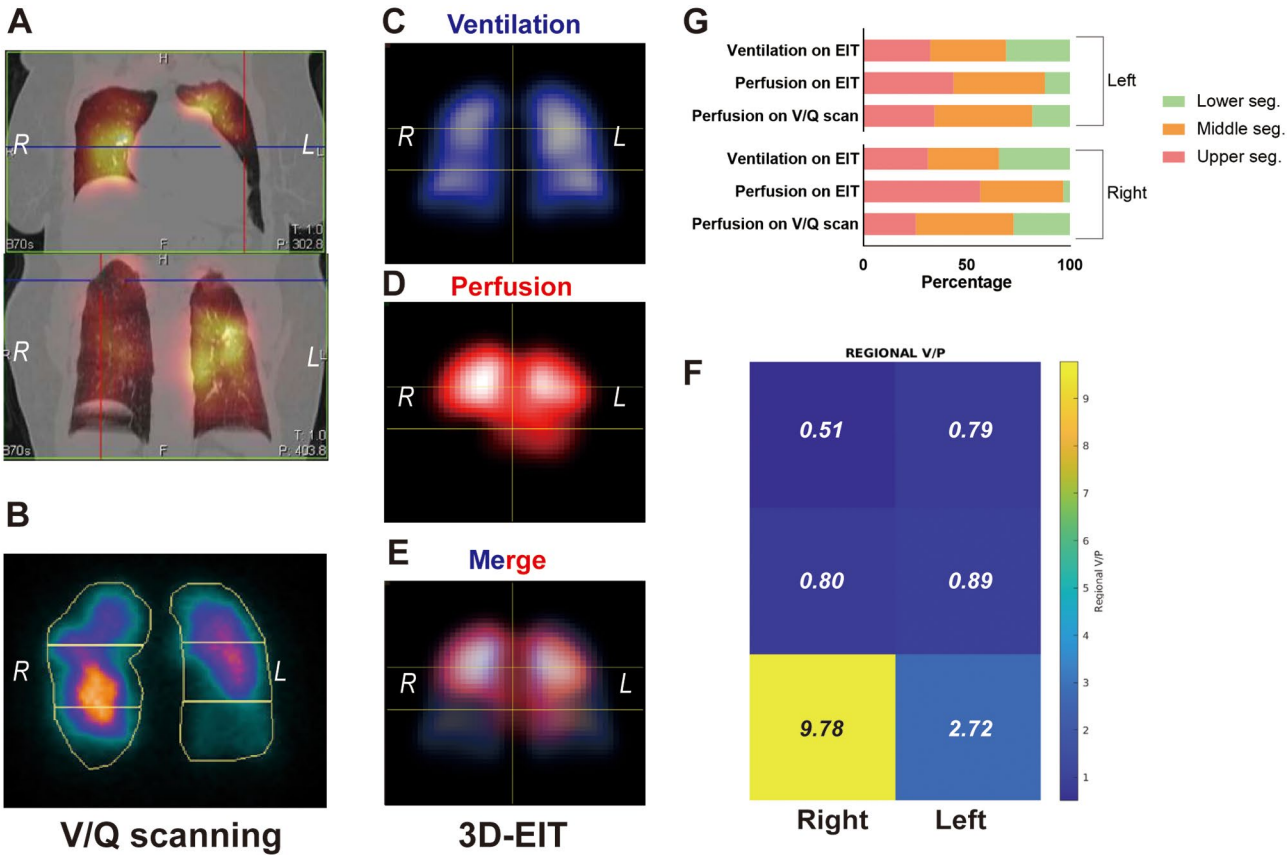 A
H
R
L
R
L
B70s
F
T: 1.0
P: 302.8
H
R
L
R
L
B70s
F
T: 1.0
P: 403.8
B
R
L
V/Q scanning
C
Ventilation
R
L
D
Perfusion
R
L
E
Merge
R
L
3D-EIT
G
Ventilation on EIT
Perfusion on EIT
Perfusion on V/Q scan
Left
Ventilation on EIT
Perfusion on EIT
Perfusion on V/Q scan
Right
0 50 100
Percentage
Lower seg.
Middle seg.
Upper seg.
F
REGIONAL V/P
0.51 0.79
0.80 0.89
9.78 2.72
Right Left
9
8
7
6
5
4
3
2
1
Regional V/P